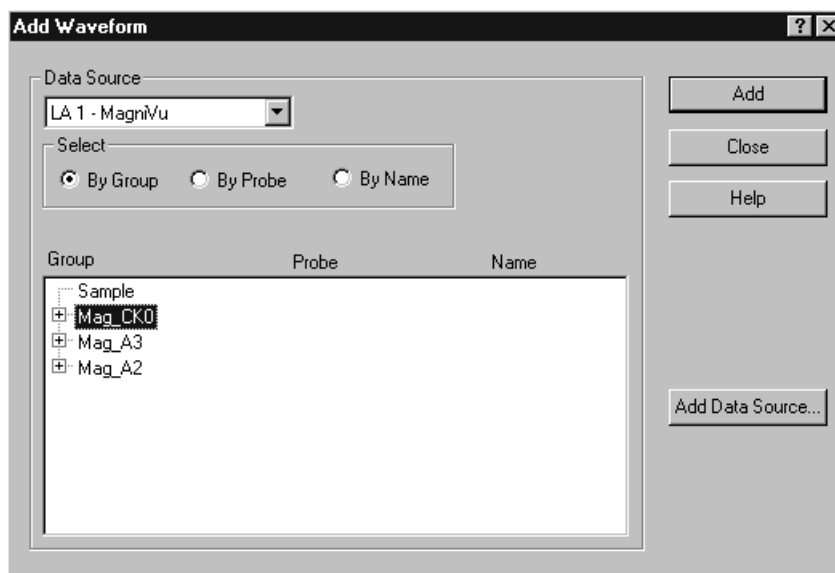 Add Waveform
Data Source
LA 1 - MagniVu
Select
By Group By Probe By Name
Group Probe Name
Sample
Mag_CK0
Mag_A3
Mag_A2
Add
Close
Help
Add Data Source...